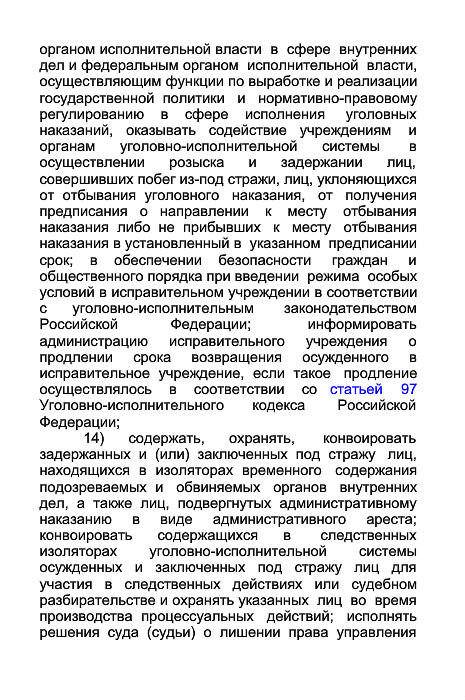 органом исполнительной власти в сфере внутренних
дел и федеральным органом исполнительной власти,
осуществляющим функции по выработке и реализации
государственной политики и нормативно-правовому
регулированию в сфере исполнения уголовных
наказаний, оказывать содействие учреждениям и
органам уголовно-исполнительной системы в
осуществлении розыска и задержании лиц,
совершивших побег из-под стражи, лиц, уклоняющихся
от отбывания уголовного наказания, от получения
предписания о направлении к месту отбывания
наказания либо не прибывших к месту отбывания
наказания в установленный в указанном предписании
срок; в обеспечении безопасности граждан и
общественного порядка при введении режима особых
условий в исправительном учреждении в соответствии
с уголовно-исполнительным законодательством
Российской Федерации; информировать
администрацию исправительного учреждения о
продлении срока возвращения осужденного в
исправительное учреждение, если такое продление
осуществлялось в соответствии со статьей 97
Уголовно-исполнительного кодекса Российской
Федерации;
14) содержать, охранять, конвоировать
задержанных и (или) заключенных под стражу лиц,
находящихся в изоляторах временного содержания
подозреваемых и обвиняемых органов внутренних
дел, а также лиц, подвергнутых административному
наказанию в виде административного ареста;
конвоировать содержащихся в следственных
изоляторах уголовно-исполнительной системы
осужденных и заключенных под стражу лиц для
участия в следственных действиях или судебном
разбирательстве и охранять указанных лиц во время
производства процессуальных действий; исполнять
решения суда (судьи) о лишении права управления